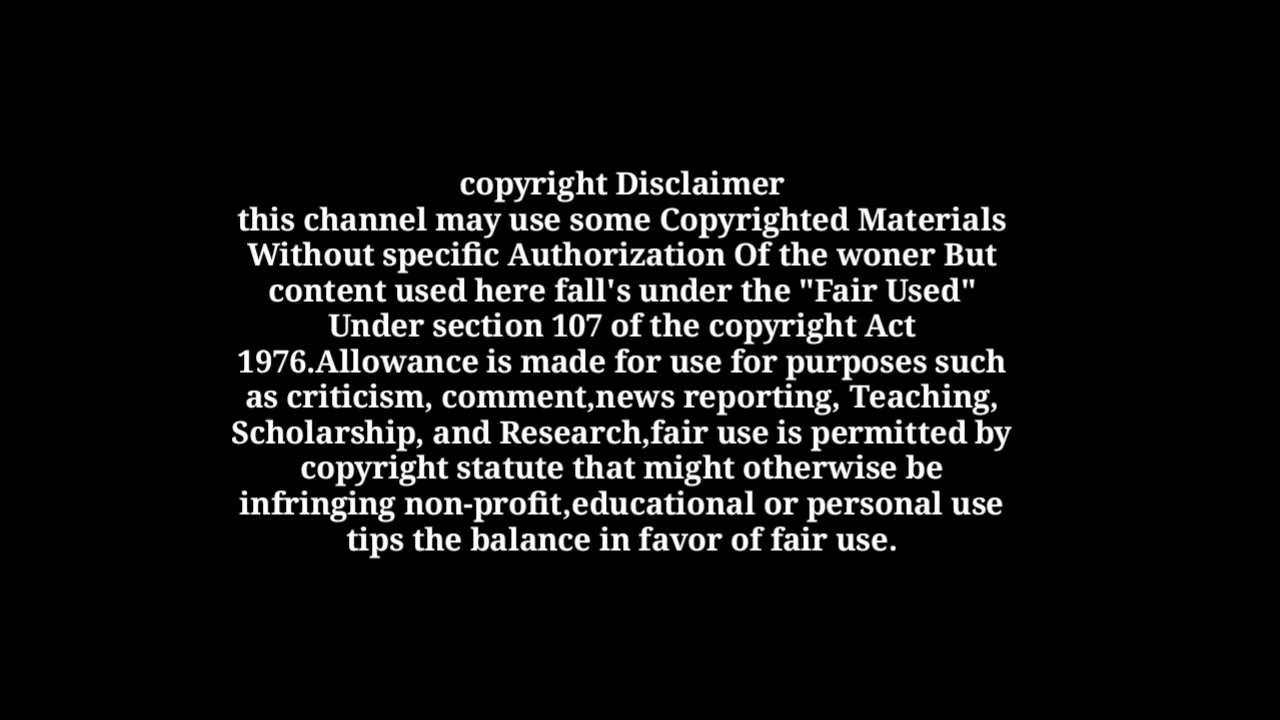 copyright Disclaimer
this channel may use some Copyrighted Materials
Without specific Authorization Of the woner But
content used here fall's under the "Fair Used"
Under section 107 of the copyright Act
1976.Allowance is made for use for purposes such
as criticism, comment,news reporting, Teaching,
Scholarship, and Research,fair use is permitted by
copyright statute that might otherwise be
infringing non-profit,educational or personal use
tips the balance in favor of fair use.